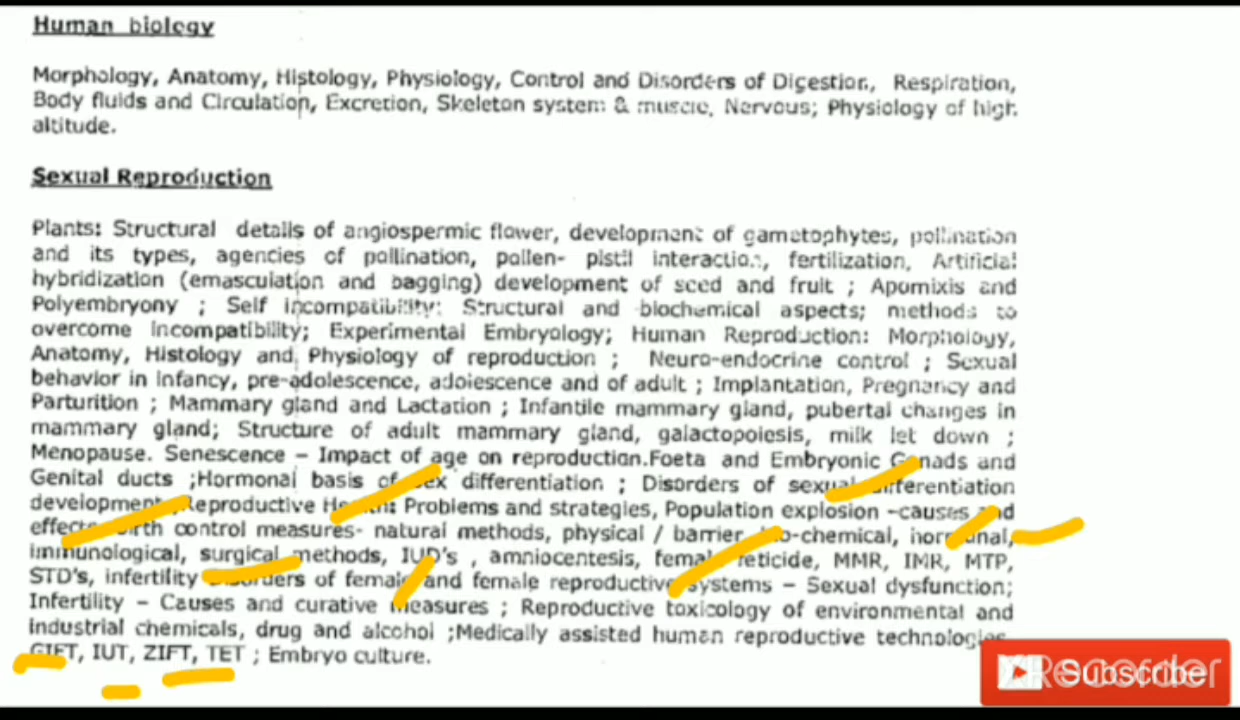 Human biology
Morphology, Anatomy, Histology, Physiology, Control and Disorders of Digestion, Respiration,
Body fluids and Circulation, Excretion, Skeleton system & muscle, Nervous; Physiology of high
altitude.
Sexual Reproduction
Plants: Structural details of angiospermic flower, development of gametophytes, pollination
and its types, agencies of pollination, pollen- pistil interaction, fertilization, Artificial
hybridization (emasculation and bagging) development of seed and fruit ; Apomixis and
Polyembryony ; Self incompatibility: Structural and biochemical aspects; methods to
overcome incompatibility; Experimental Embryology; Human Reproduction: Morphology,
Anatomy, Histology and Physiology of reproduction ; Neuro-endocrine control ; Sexual
behavior in infancy, pre-adolescence, adolescence and of adult ; Implantation, Pregnancy and
Parturition ; Mammary gland and Lactation ; Infantile mammary gland, pubertal changes in
mammary gland; Structure of adult mammary gland, galactopoiesis, milk let down ;
Menopause. Senescence – Impact of age on reproduction.Foeta and Embryonic Gonads and
Genital ducts ;Hormonal basis of sex differentiation ; Disorders of sexual differentiation
development, Reproductive Health: Problems and strategies, Population explosion –causes and
effects birth control measures- natural methods, physical / barrier, bio-chemical, hormonal,
immunological, surgical methods, IUD's , amniocentesis, female feticide, MMR, IMR, MTP,
STD's, infertility disorders of female and female reproductive systems – Sexual dysfunction;
Infertility – Causes and curative measures ; Reproductive toxicology of environmental and
industrial chemicals, drug and alcohol ;Medically assisted human reproductive technologies
GIFT, IUT, ZIFT, TET ; Embryo culture.
Subscribe
XRecorder